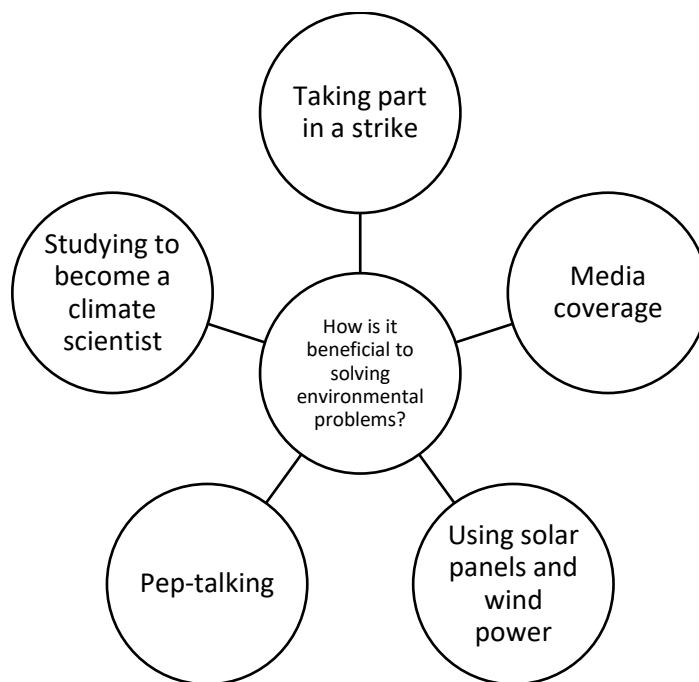 Taking part
in a strike
Studying to
become a
climate
scientist
Media
coverage
How is it
beneficial to
solving
environmental
problems?
Pep-talking
Using solar
panels and
wind
power